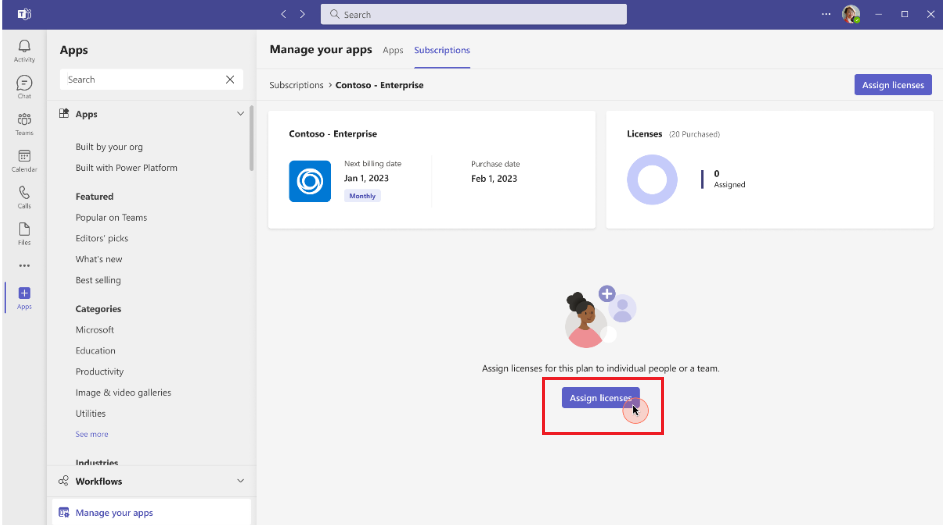 Search
Activity
Chat
Teams
Calendar
Calls
Files
Apps
Apps
Search
Apps
Built by your org
Built with Power Platform
Featured
Popular on Teams
Editors' picks
What's new
Best selling
Categories
Microsoft
Education
Productivity
Image & video galleries
Utilities
See more
Industries
Workflows
Manage your apps
Manage your apps Apps Subscriptions
Subscriptions > Contoso - Enterprise Assign licenses
Contoso - Enterprise
Next billing date
Jan 1, 2023
Monthly
Purchase date
Feb 1, 2023
Licenses (20 Purchased)
0
Assigned
Assign licenses for this plan to individual people or a team.
Assign licenses